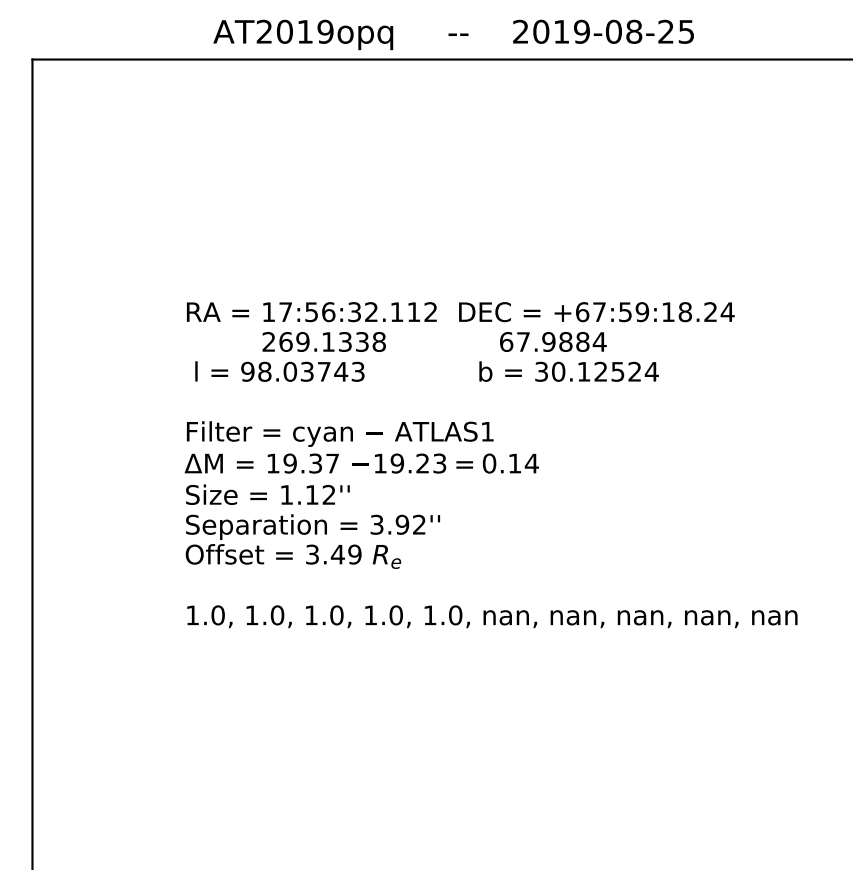 AT2019opq -- 2019-08-25
RA = 17:56:32.112 DEC = +67:59:18.24
269.1338 67.9884
l = 98.03743 b = 30.12524
Filter = cyan − ATLAS1
ΔM = 19.37 −19.23 = 0.14
Size = 1.12''
Separation = 3.92''
Offset = 3.49 Rₑ
1.0, 1.0, 1.0, 1.0, 1.0, nan, nan, nan, nan, nan